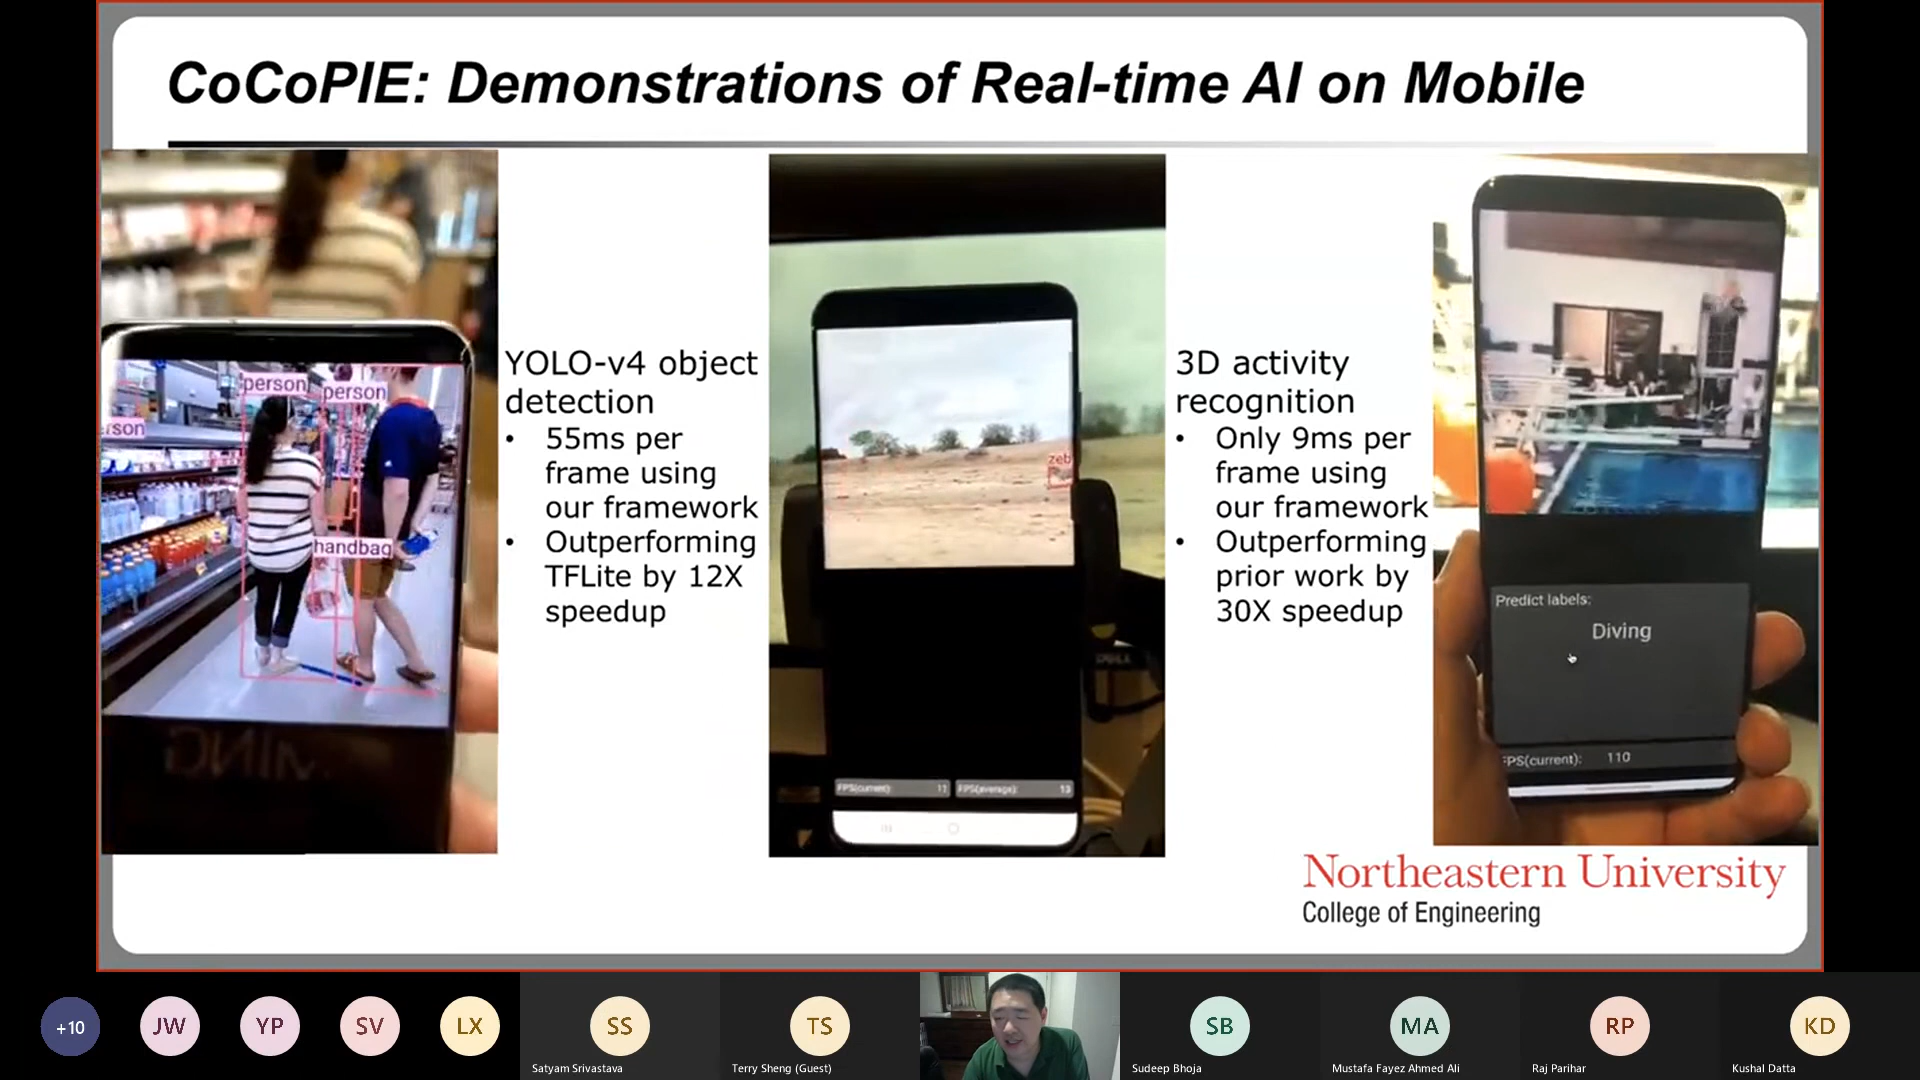 CoCoPIE: Demonstrations of Real-time AI on Mobile
person
person
rson
handbag
YOLO-v4 object
detection
• 55ms per
frame using
our framework
• Outperforming
TFLite by 12X
speedup
zeb
FPS(current): 11
FPS(average): 13
3D activity
recognition
• Only 9ms per
frame using
our framework
• Outperforming
prior work by
30X speedup
Predict labels:
Diving
FPS(current): 110
Northeastern University
College of Engineering
+10
JW
YP
SV
LX
SS
Satyam Srivastava
TS
Terry Sheng (Guest)
SB
Sudeep Bhoja
MA
Mustafa Fayez Ahmed Ali
RP
Raj Parihar
KD
Kushal Datta